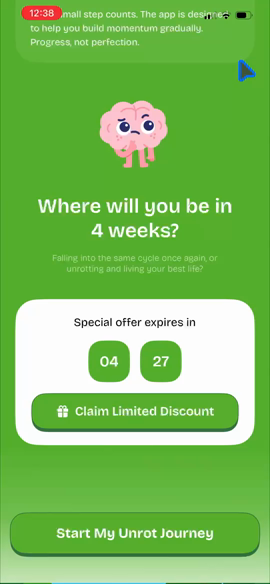 12:38
mall step counts. The app is designed
to help you build momentum gradually.
Progress, not perfection.
Where will you be in
4 weeks?
Falling into the same cycle once again, or
unrotting and living your best life?
Special offer expires in
04 27
Claim Limited Discount
Start My Unrot Journey